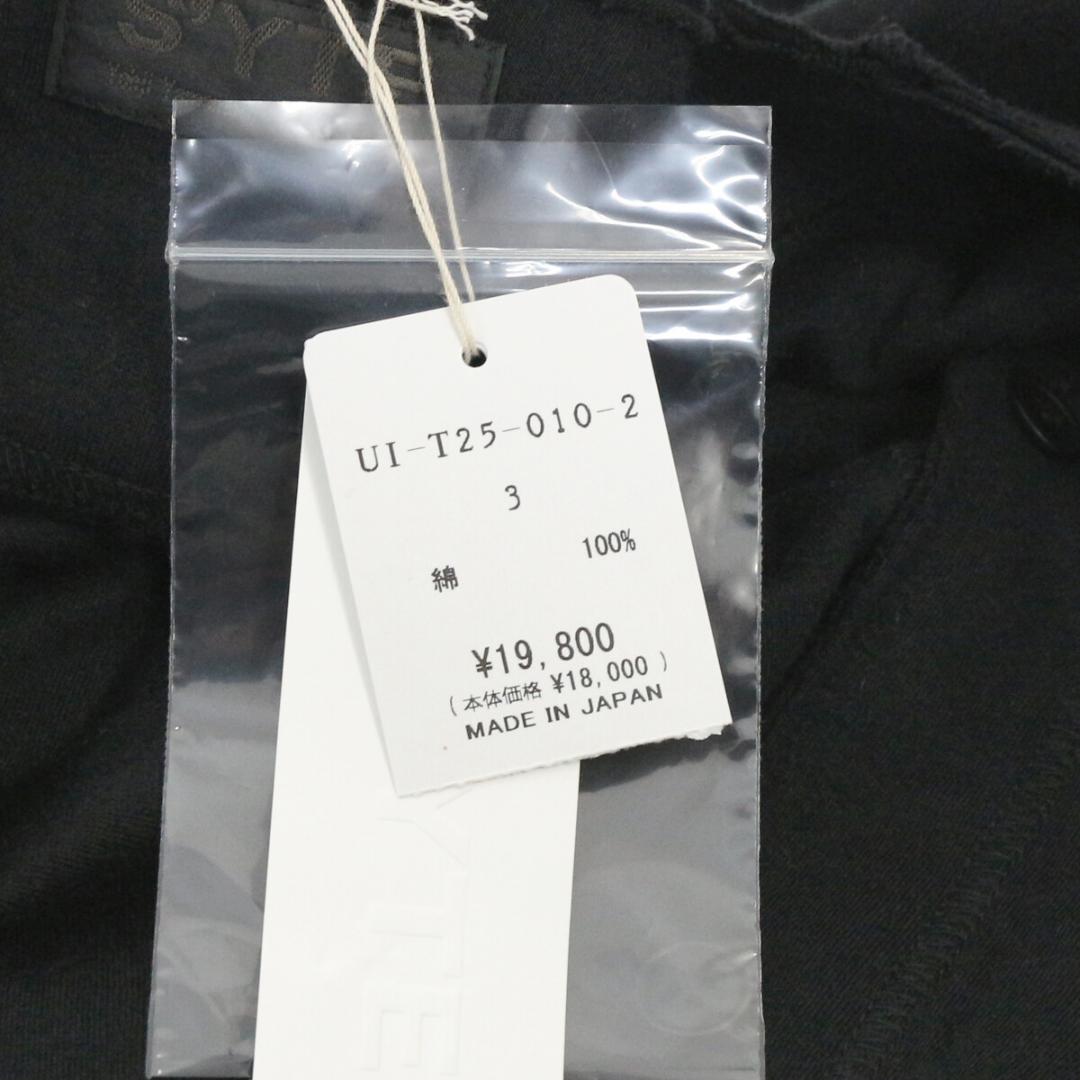 SYTE
UI-T25-010-2
3
綿 100%
¥19,800
(本体価格 ¥18,000 )
MADE IN JAPAN
YTE